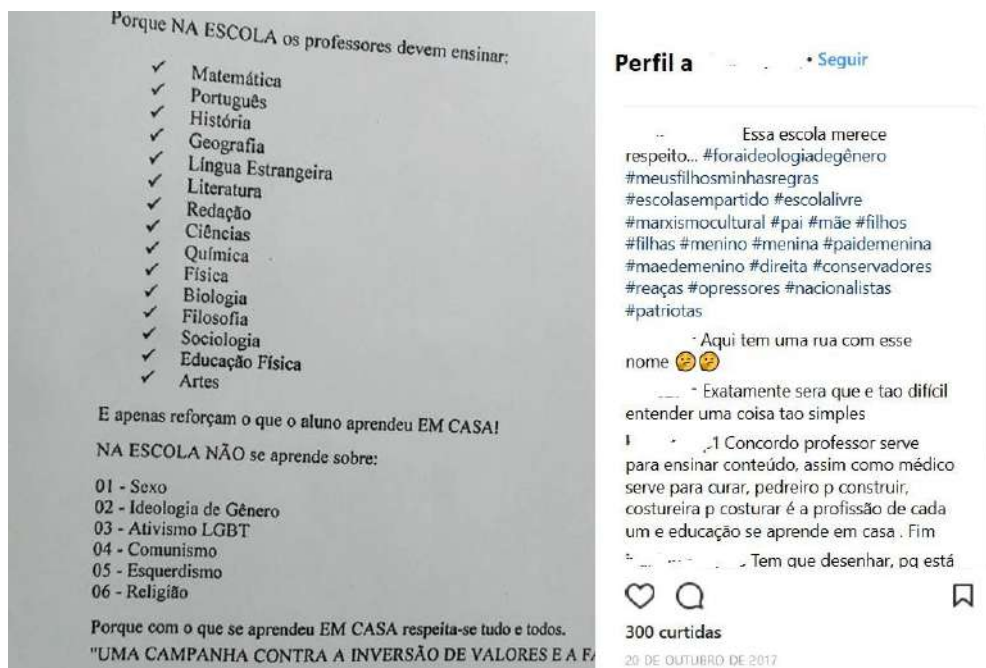 Porque NA ESCOLA os professores devem ensinar:
✓ Matemática
✓ Português
✓ História
✓ Geografia
✓ Língua Estrangeira
✓ Literatura
✓ Redação
✓ Ciências
✓ Química
✓ Física
✓ Biologia
✓ Filosofia
✓ Sociologia
✓ Educação Física
✓ Artes
E apenas reforçam o que o aluno aprendeu EM CASA!
NA ESCOLA NÃO se aprende sobre:
01 - Sexo
02 - Ideologia de Gênero
03 - Ativismo LGBT
04 - Comunismo
05 - Esquerdismo
06 - Religião
Porque com o que se aprendeu EM CASA respeita-se tudo e todos.
"UMA CAMPANHA CONTRA A INVERSÃO DE VALORES E A
Perfil a • Seguir
Essa escola merece
respeito... #foraideologiadegênero
#meusfilhosminhasregras
#escolasempartido #escolalivre
#marxismocultural #pai #mãe #filhos
#filhas #menino #menina #paidemenina
#maedemenino #direita #conservadores
#reaças #opressores #nacionalistas
#patriotas
Aqui tem uma rua com esse
nome 🤔🤔
Exatamente sera que e tao difícil
entender uma coisa tao simples
1 Concordo professor serve
para ensinar conteúdo, assim como médico
serve para curar, pedreiro p construir,
costureira p costurar é a profissão de cada
um e educação se aprende em casa . Fim
Tem que desenhar, pq está
300 curtidas
20 DE OUTUBRO DE 2017